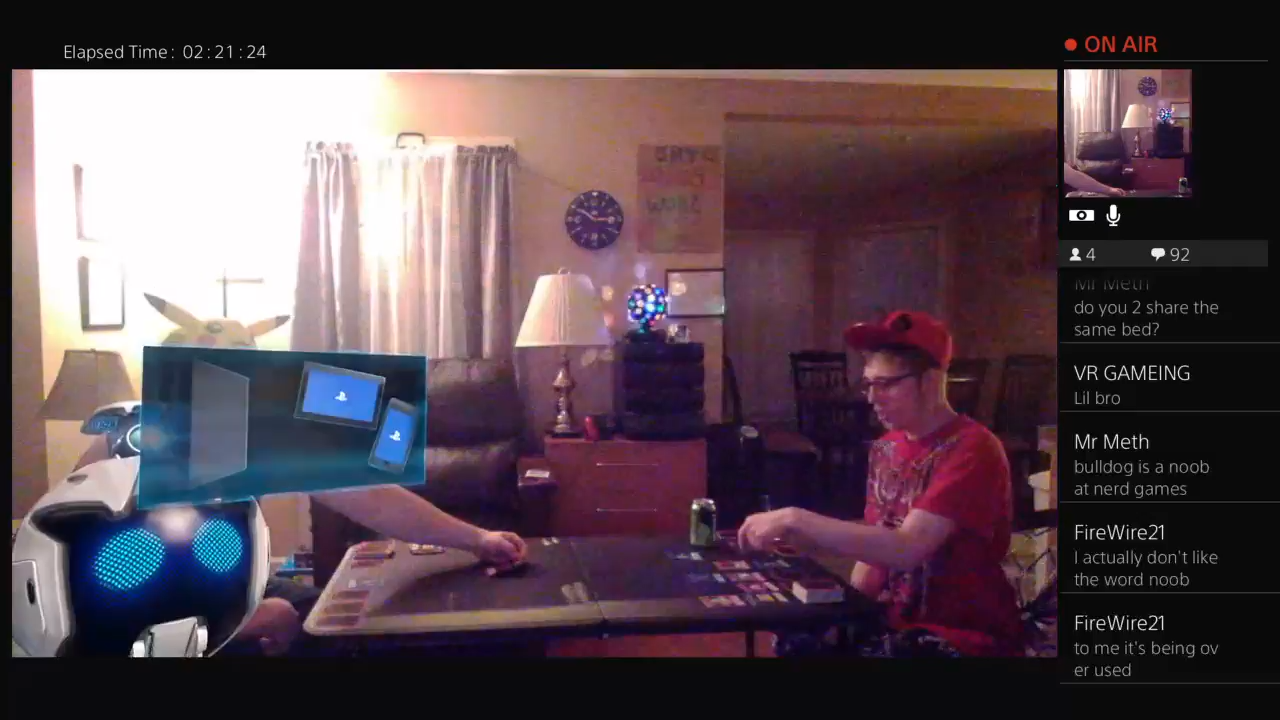 Elapsed Time: 02:21:24
ON AIR
4
92
Mr Meth
do you 2 share the
same bed?
VR GAMEING
Lil bro
Mr Meth
bulldog is a noob
at nerd games
FireWire21
I actually don't like
the word noob
FireWire21
to me it's being ov
er used